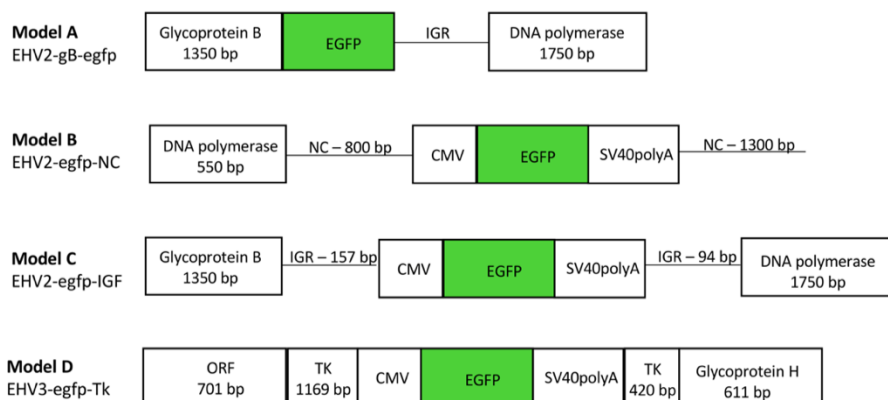 Model A
EHV2-gB-egfp
Glycoprotein B
1350 bp
EGFP
IGR
DNA polymerase
1750 bp
Model B
EHV2-egfp-NC
DNA polymerase
550 bp
NC – 800 bp
CMV
EGFP
SV40polyA
NC – 1300 bp
Model C
EHV2-egfp-IGF
Glycoprotein B
1350 bp
IGR – 157 bp
CMV
EGFP
SV40polyA
IGR – 94 bp
DNA polymerase
1750 bp
Model D
EHV3-egfp-Tk
ORF
701 bp
TK
1169 bp
CMV
EGFP
SV40polyA
TK
420 bp
Glycoprotein H
611 bp